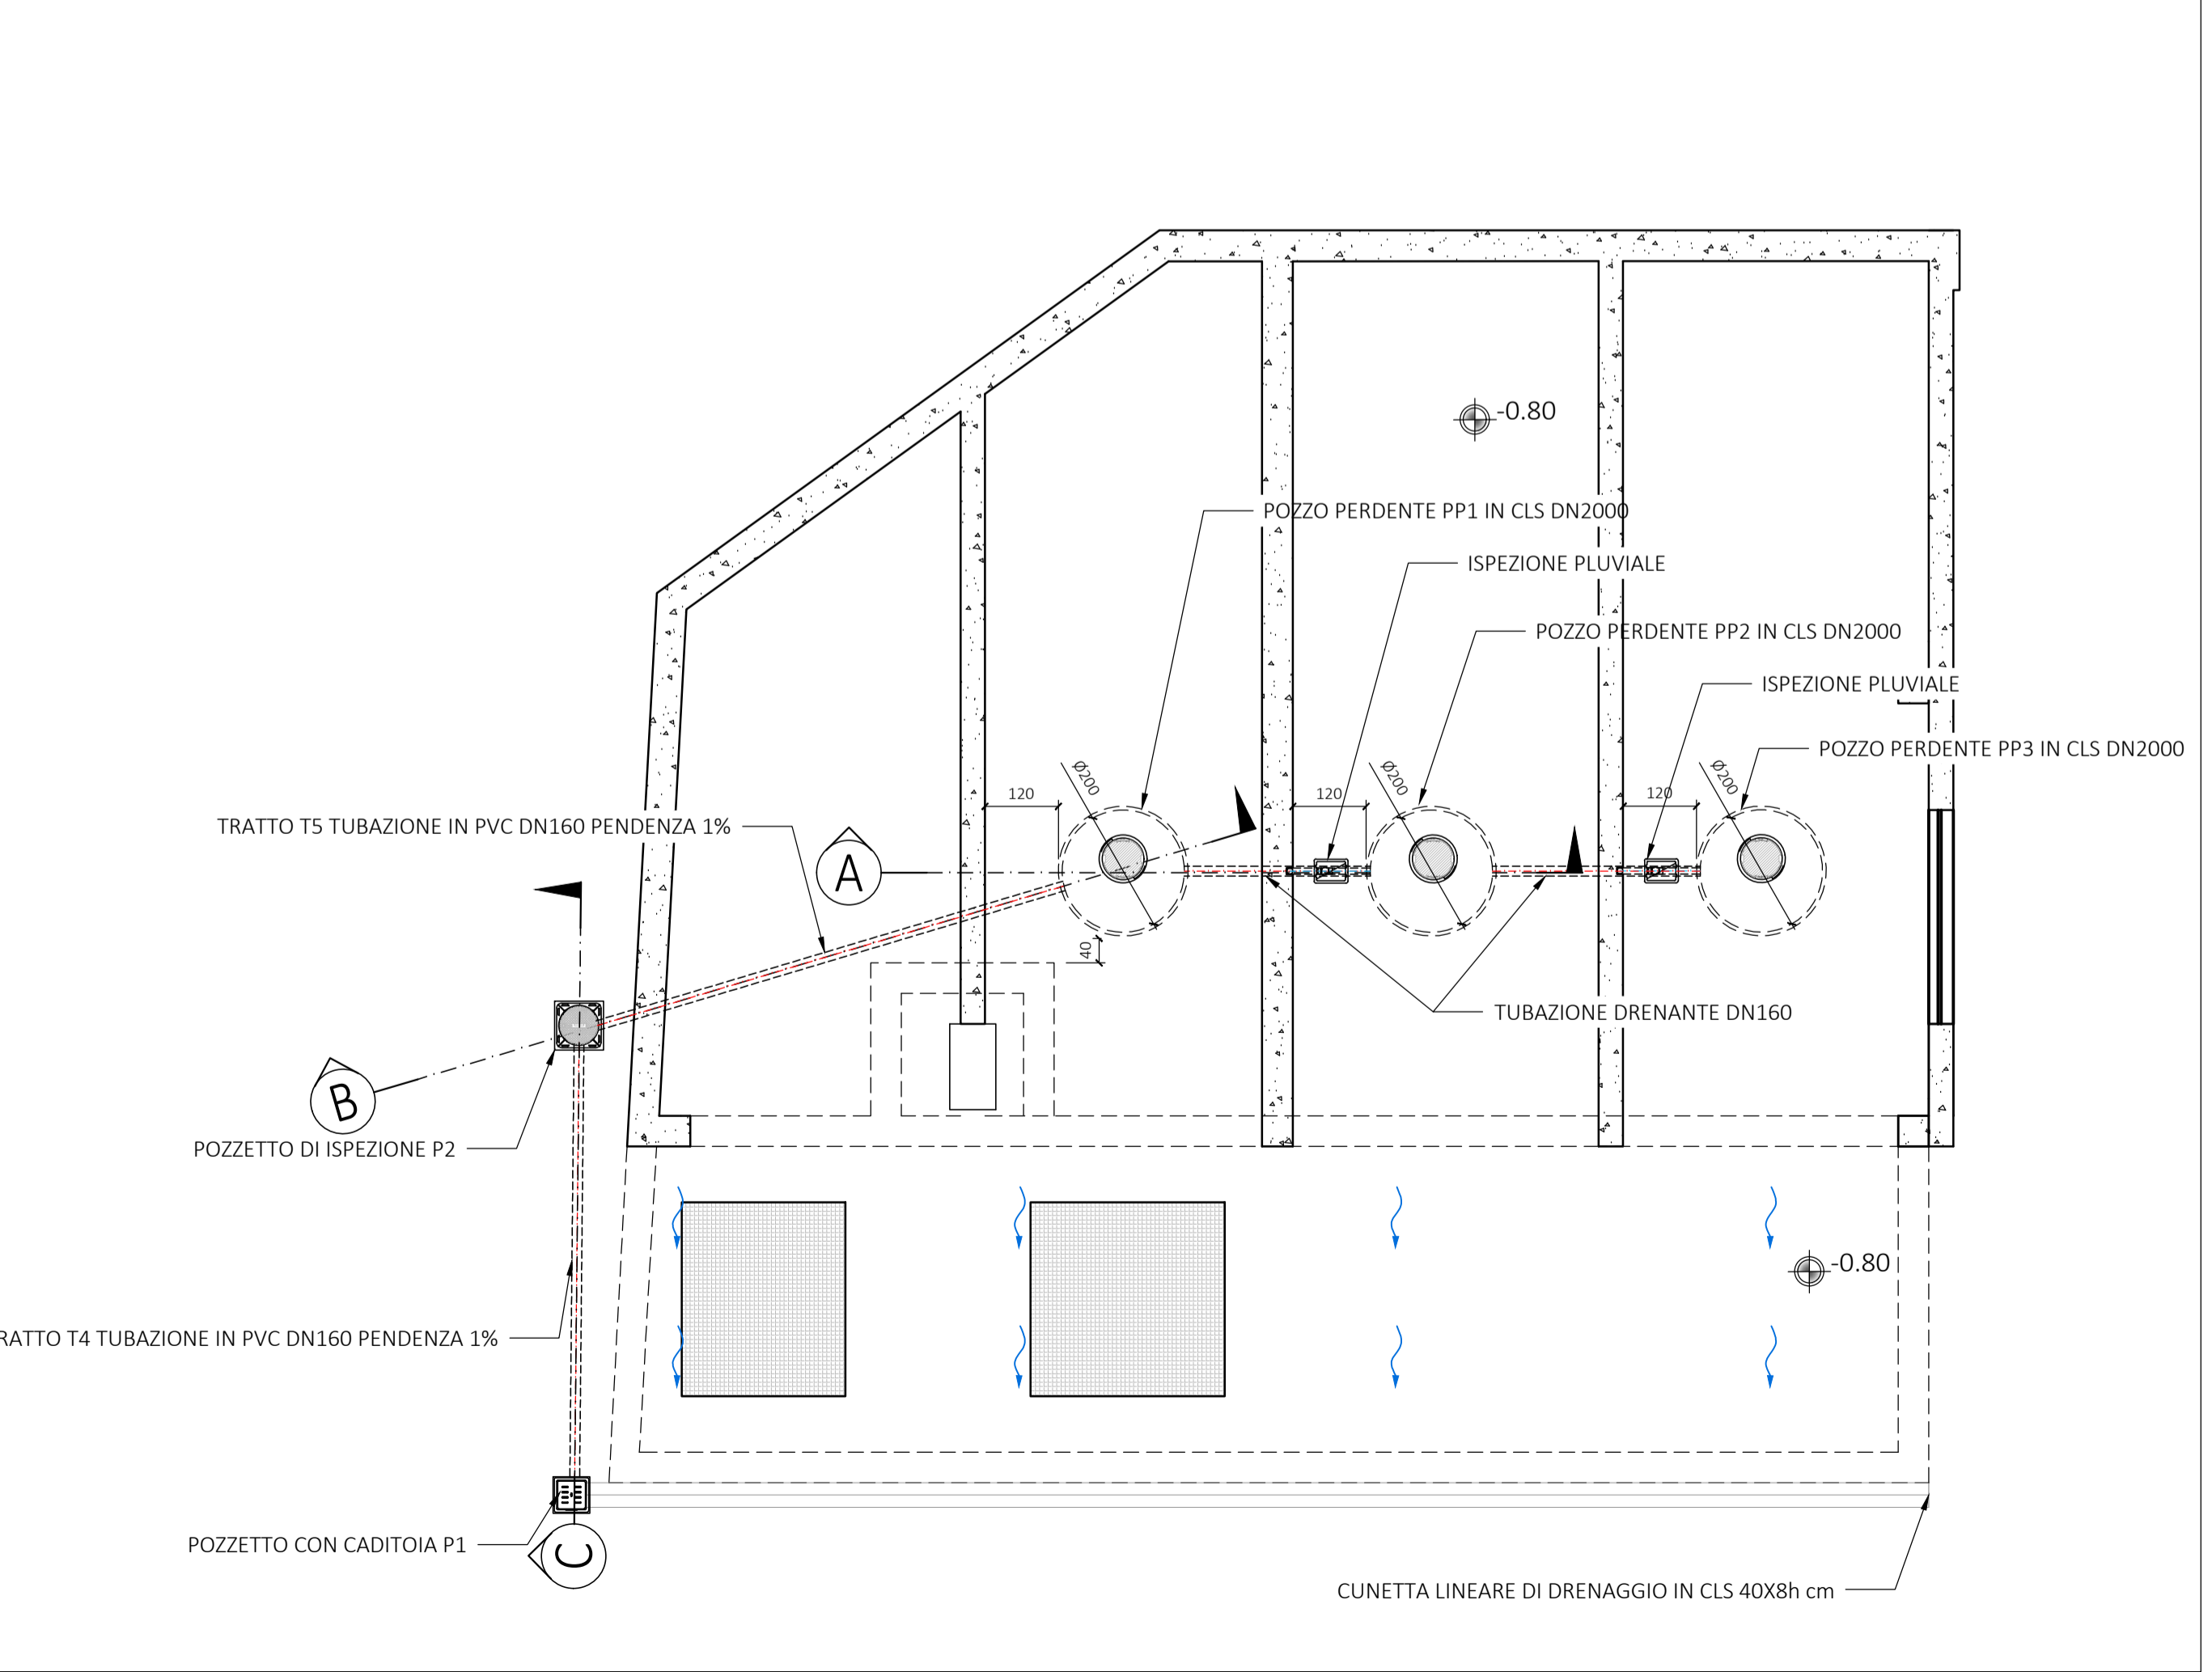 -0.80
POZZO PERDENTE PP1 IN CLS DN2000
ISPEZIONE PLUVIALE
POZZO PERDENTE PP2 IN CLS DN2000
ISPEZIONE PLUVIALE
POZZO PERDENTE PP3 IN CLS DN2000
Ø200
Ø200
Ø200
120
120
120
TRATTO T5 TUBAZIONE IN PVC DN160 PENDENZA 1%
A
40
TUBAZIONE DRENANTE DN160
B
POZZETTO DI ISPEZIONE P2
-0.80
RATTO T4 TUBAZIONE IN PVC DN160 PENDENZA 1%
POZZETTO CON CADITOIA P1
C
CUNETTA LINEARE DI DRENAGGIO IN CLS 40X8h cm